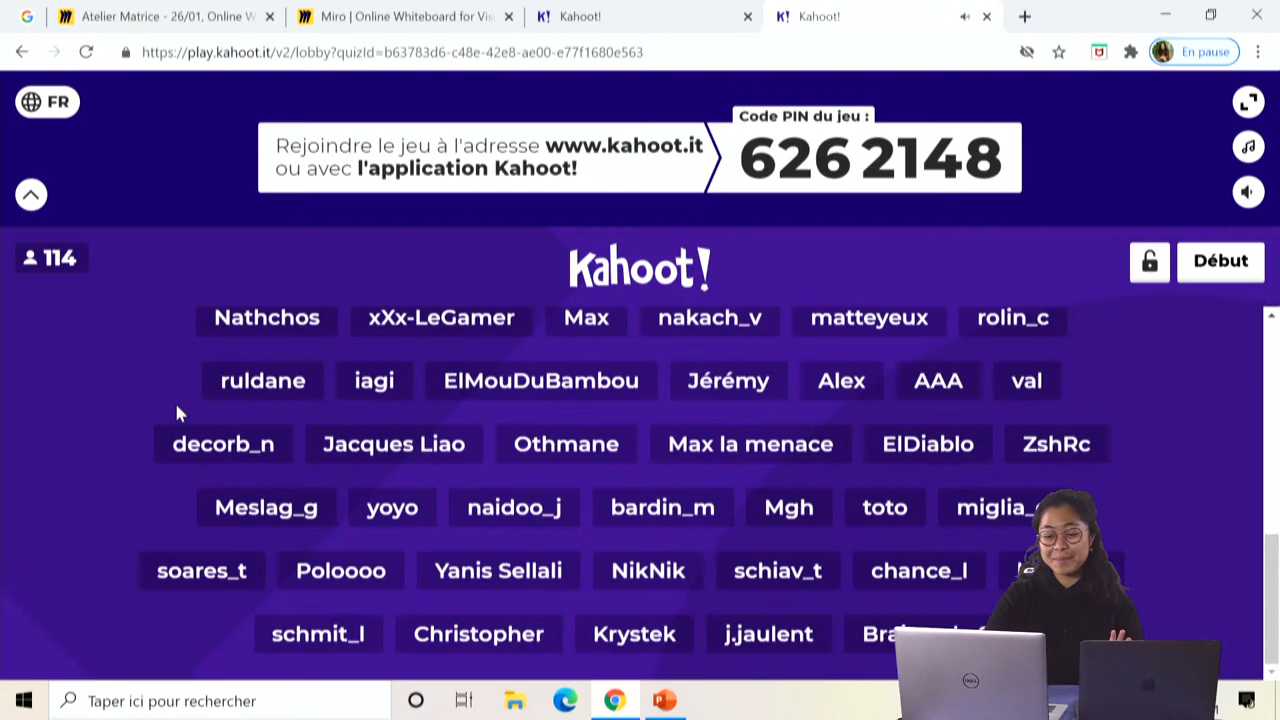 Atelier Matrice - 26/01, Online W
Miro | Online Whiteboard for Vis
Kahoot!
Kahoot!
https://play.kahoot.it/v2/lobby?quizId=b63783d6-c48e-42e8-ae00-e77f1680e563
En pause
FR
Rejoindre le jeu à l'adresse www.kahoot.it
ou avec l'application Kahoot!
Code PIN du jeu :
626 2148
114
Kahoot!
Début
Nathchos xXx-LeGamer Max nakach_v matteyeux rolin_c
ruldane iagi ElMouDuBambou Jérémy Alex AAA val
decorb_n Jacques Liao Othmane Max la menace ElDiablo ZshRc
Meslag_g yoyo naidoo_j bardin_m Mgh toto miglia_
soares_t Poloooo Yanis Sellali NikNik schiav_t chance_l
schmit_l Christopher Krystek j.jaulent
Taper ici pour rechercher
DELL